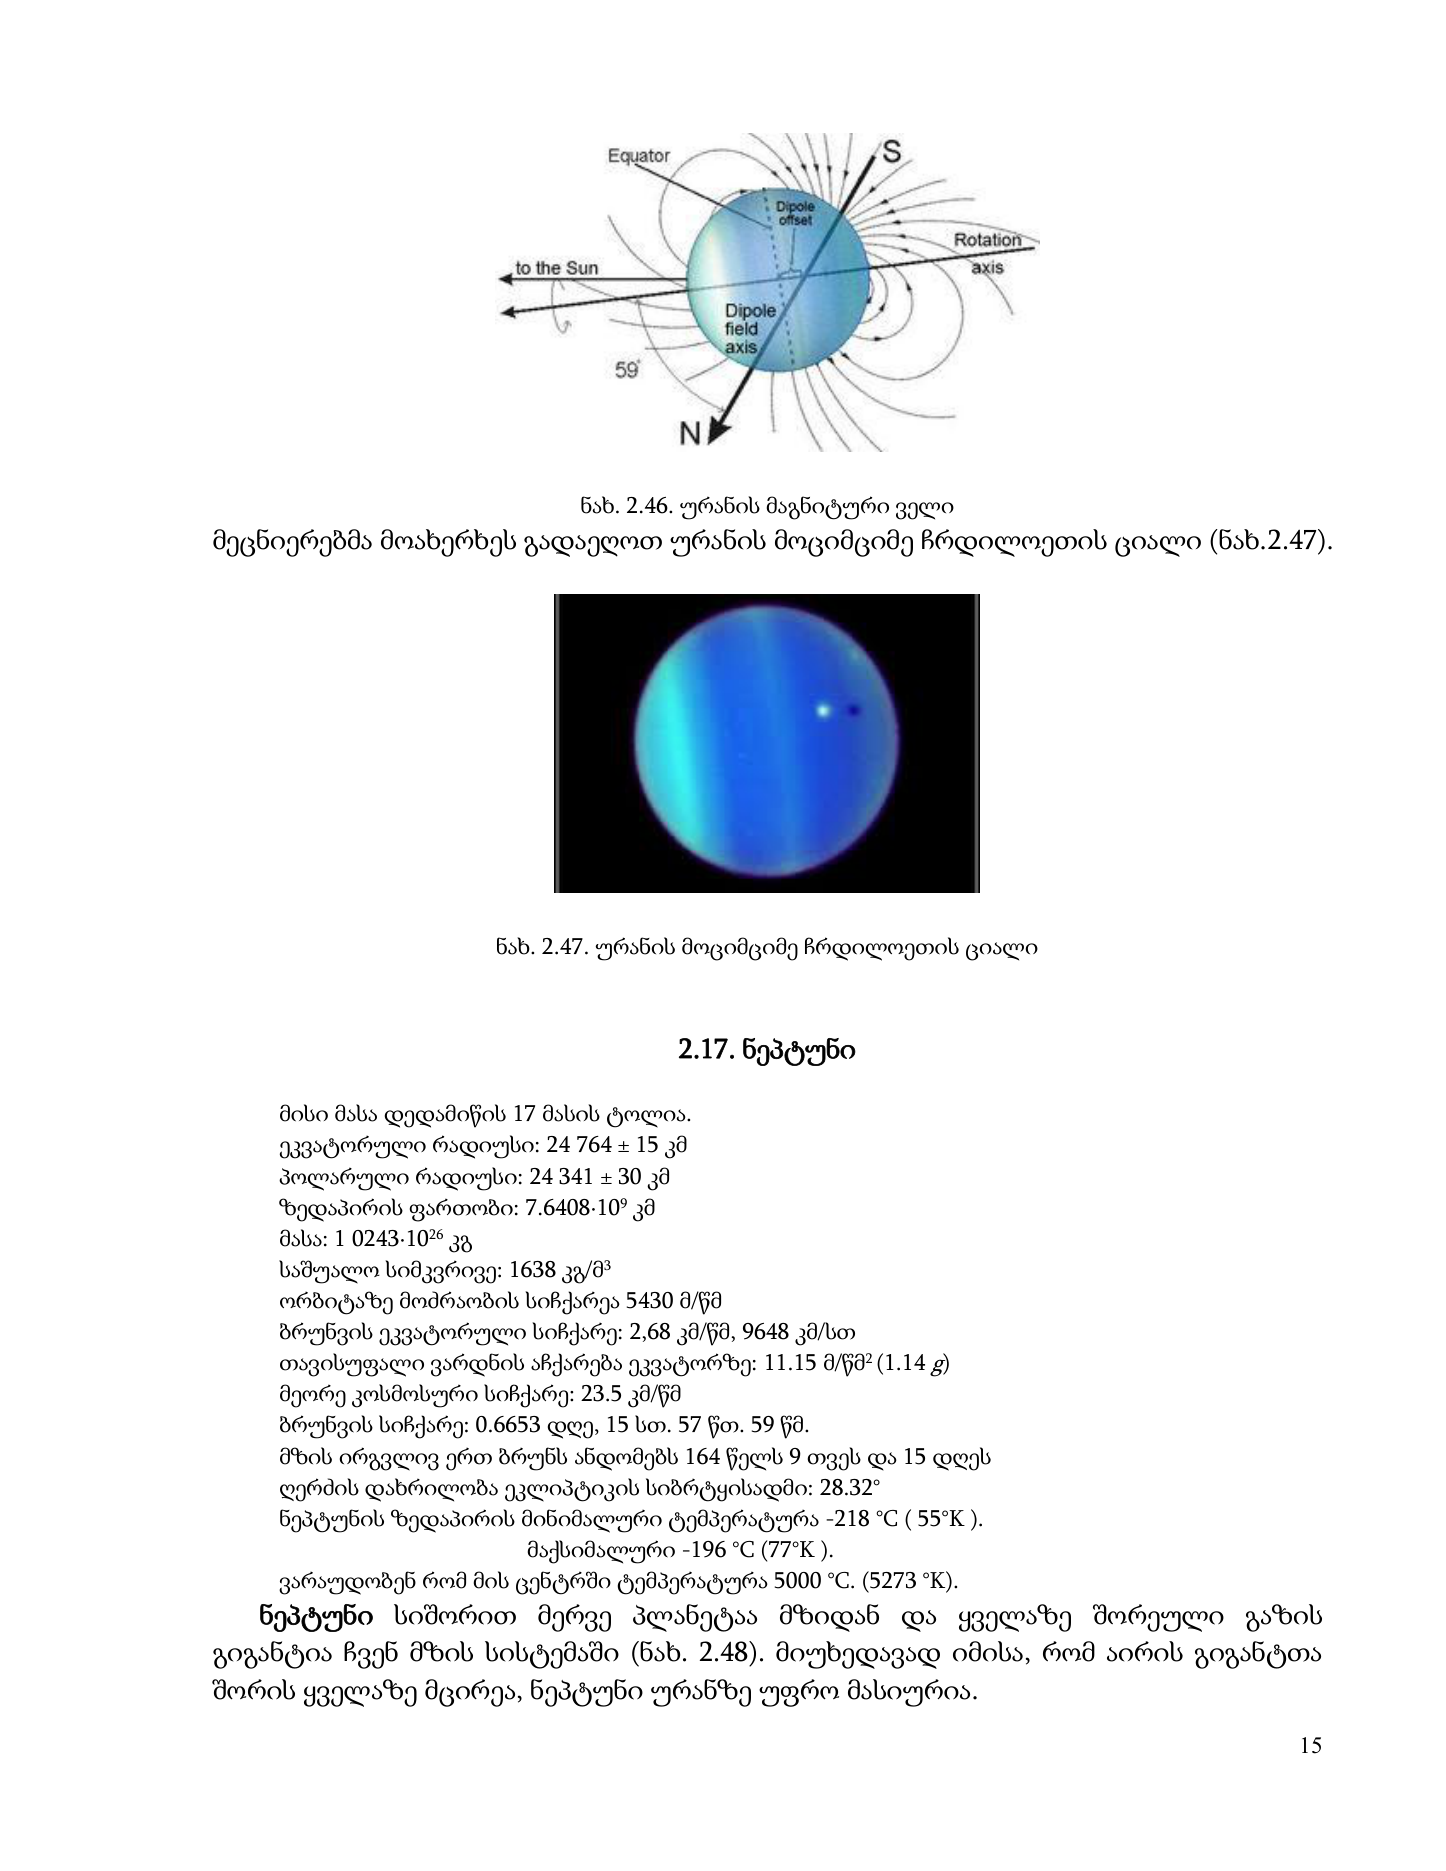 S
Equator
Dipole
offset
Rotation
axis
to the Sun
Dipole
field
axis
59°
N
ნახ. 2.46. ურანის მაგნიტური ველი
მეცნიერებმა მოახერხეს გადაეღოთ ურანის მოციმციმე ჩრდილოეთის ციალი (ნახ.2.47).
ნახ. 2.47. ურანის მოციმციმე ჩრდილოეთის ციალი
2.17. ნეპტუნი
მისი მასა დედამიწის 17 მასის ტოლია.
ეკვატორული რადიუსი: 24 764 ± 15 კმ
პოლარული რადიუსი: 24 341 ± 30 კმ
ზედაპირის ფართობი: 7.6408·10⁹ კმ
მასა: 1 0243·10²⁶ კგ
საშუალო სიმკვრივე: 1638 კგ/მ³
ორბიტაზე მოძრაობის სიჩქარეა 5430 მ/წმ
ბრუნვის ეკვატორული სიჩქარე: 2,68 კმ/წმ, 9648 კმ/სთ
თავისუფალი ვარდნის აჩქარება ეკვატორზე: 11.15 მ/წმ² (1.14 g)
მეორე კოსმოსური სიჩქარე: 23.5 კმ/წმ
ბრუნვის სიჩქარე: 0.6653 დღე, 15 სთ. 57 წთ. 59 წმ.
მზის ირგვლივ ერთ ბრუნს ანდომებს 164 წელს 9 თვეს და 15 დღეს
ღერძის დახრილობა ეკლიპტიკის სიბრტყისადმი: 28.32°
ნეპტუნის ზედაპირის მინიმალური ტემპერატურა -218 °C ( 55°K ).
მაქსიმალური -196 °C (77°K ).
ვარაუდობენ რომ მის ცენტრში ტემპერატურა 5000 °C. (5273 °K).
ნეპტუნი სიშორით მერვე პლანეტაა მზიდან და ყველაზე შორეული გაზის
გიგანტია ჩვენ მზის სისტემაში (ნახ. 2.48). მიუხედავად იმისა, რომ აირის გიგანტთა
შორის ყველაზე მცირეა, ნეპტუნი ურანზე უფრო მასიურია.
15